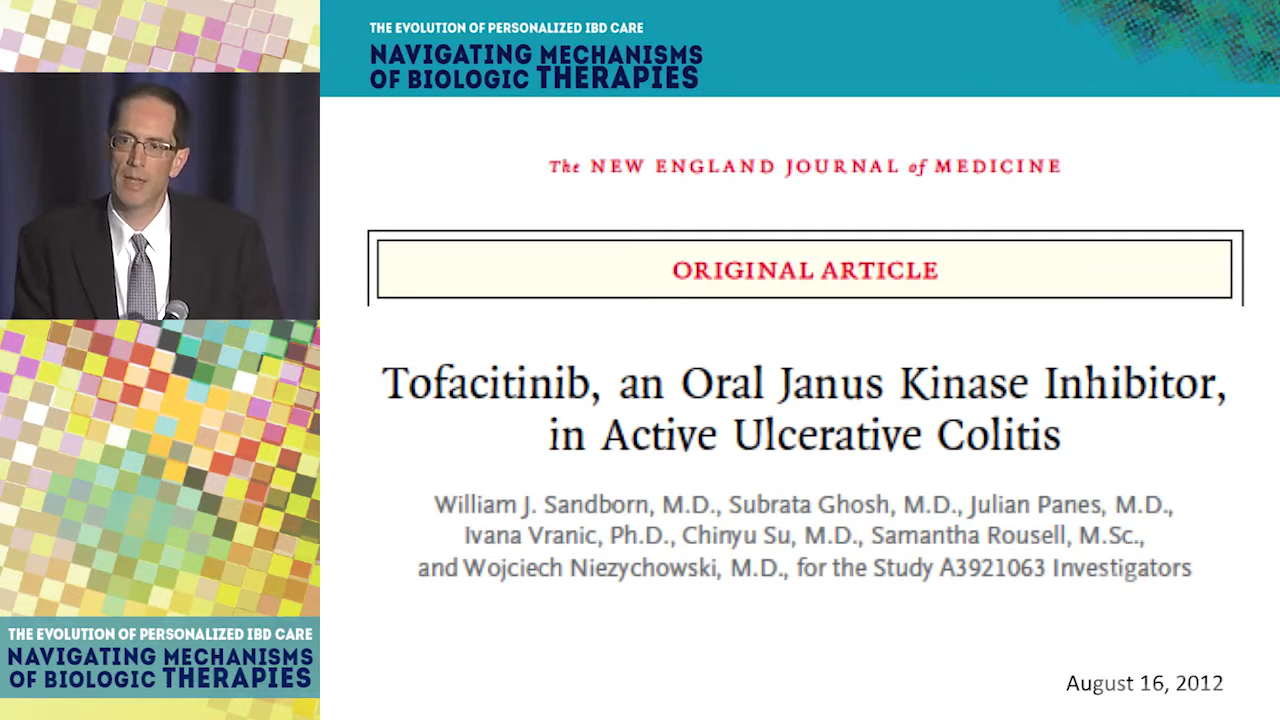 THE EVOLUTION OF PERSONALIZED IBD CARE
NAVIGATING MECHANISMS
OF BIOLOGIC THERAPIES
The NEW ENGLAND JOURNAL of MEDICINE
ORIGINAL ARTICLE
Tofacitinib, an Oral Janus Kinase Inhibitor,
in Active Ulcerative Colitis
William J. Sandborn, M.D., Subrata Ghosh, M.D., Julian Panes, M.D.,
Ivana Vranic, Ph.D., Chinyu Su, M.D., Samantha Rousell, M.Sc.,
and Wojciech Niezychowski, M.D., for the Study A3921063 Investigators
August 16, 2012
THE EVOLUTION OF PERSONALIZED IBD CARE
NAVIGATING MECHANISMS
OF BIOLOGIC THERAPIES